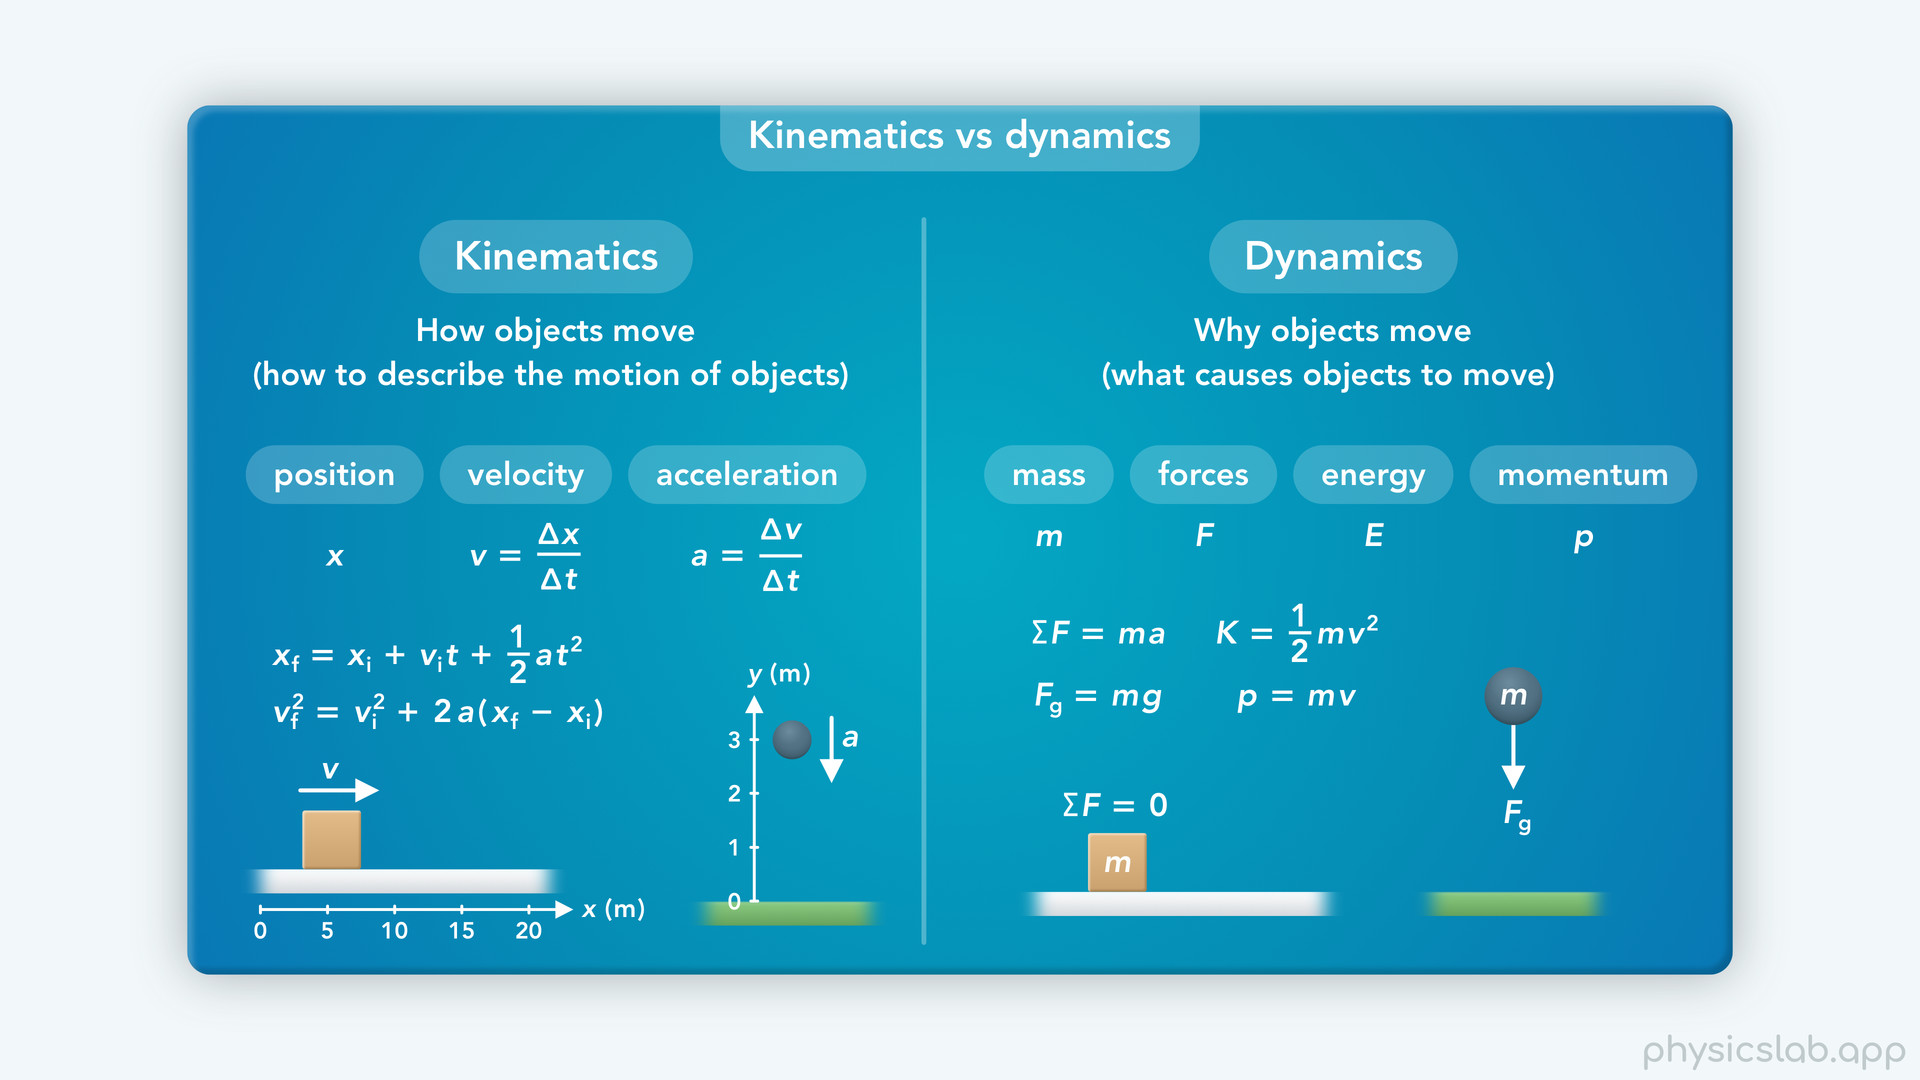 Kinematics vs dynamics
Kinematics
How objects move
(how to describe the motion of objects)
position velocity acceleration
x v = Δx/Δt a = Δv/Δt
x_f = x_i + v_i t + 1/2 at²
v_f² = v_i² + 2a(x_f − x_i)
v
0 5 10 15 20 x (m)
y (m)
3
2
1
0
a
Dynamics
Why objects move
(what causes objects to move)
mass forces energy momentum
m F E p
ΣF = ma K = 1/2 mv²
F_g = mg p = mv
ΣF = 0
m
m
F_g
physicslab.app